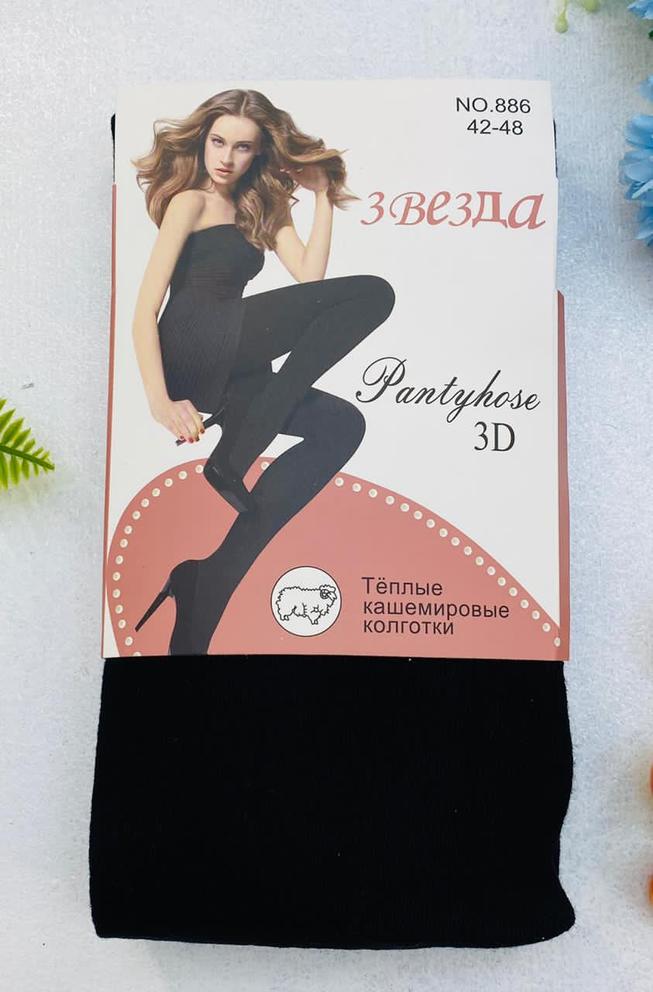 NO.886
42-48
звезда
Pantyhose
3D
Тёплые
кашемировые
колготки